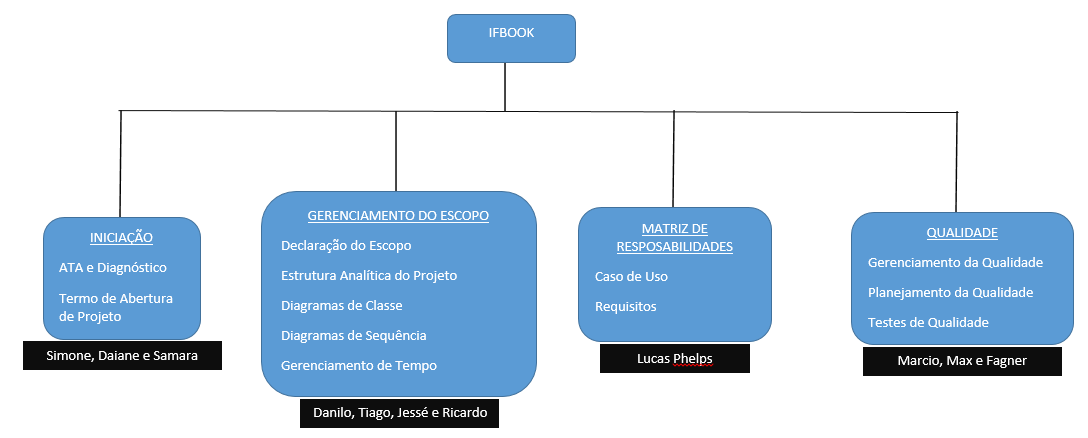 IFBOOK
INICIAÇÃO
ATA e Diagnóstico
Termo de Abertura
de Projeto
Simone, Daiane e Samara
GERENCIAMENTO DO ESCOPO
Declaração do Escopo
Estrutura Analítica do Projeto
Diagramas de Classe
Diagramas de Sequência
Gerenciamento de Tempo
Danilo, Tiago, Jessé e Ricardo
MATRIZ DE
RESPOSABILIDADES
Caso de Uso
Requisitos
Lucas Phelps
QUALIDADE
Gerenciamento da Qualidade
Planejamento da Qualidade
Testes de Qualidade
Marcio, Max e Fagner